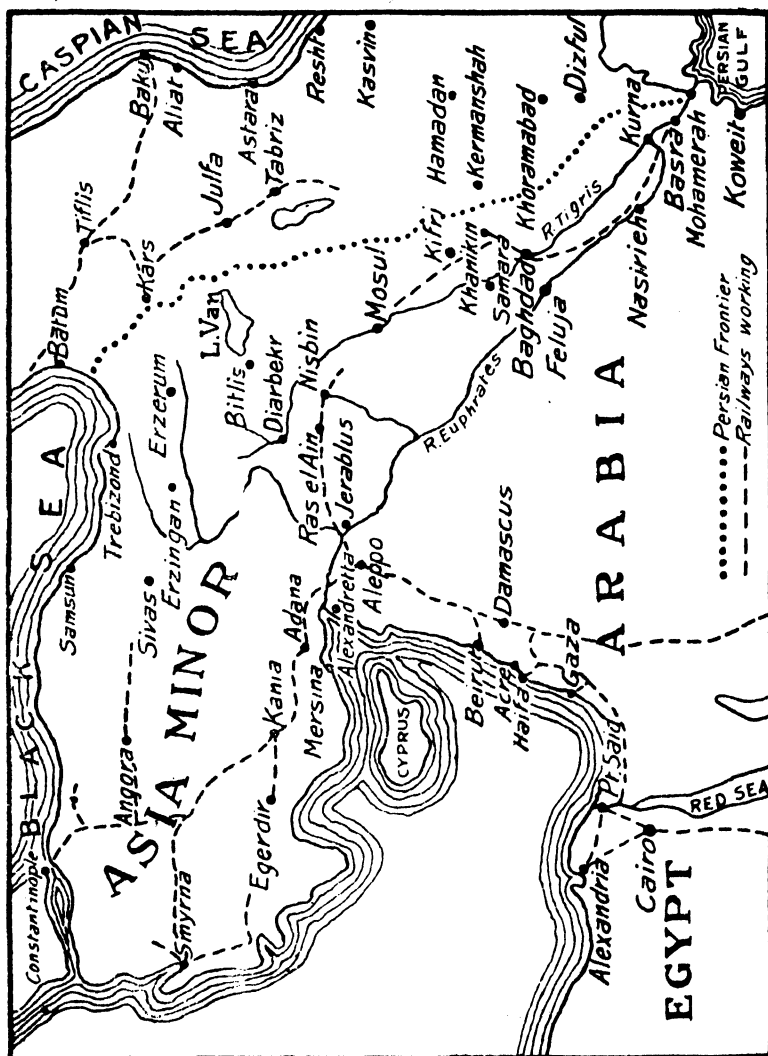 CASPIAN SEA
BLACK SEA
Constantinople
Samsun
Trebizond
Batum
Tiflis
Baku
Aliat
Astara
Resht
Kasvin
Angora
Sivas
Erzingan
Erzerum
Kars
Julfa
Tabriz
ASIA MINOR
L.Van
Bitlis
Diarbekr
Nisbin
Mosul
Kifri
Hamadan
Kermanshah
Smyrna
Egerdir
Kania
Adana
Mersina
Alexandretta
Aleppo
Jerablus
Ras el Ain
Khanikin
Samara
Khoramabad
Dizful
CYPRUS
R.Euphrates
Baghdad
R.Tigris
Feluja
Beirut
Damascus
Acre
Haifa
Gaza
Nasirieh
Kurna
Basra
Mohamerah
PERSIAN
GULF
Koweit
ARABIA
Alexandria
Pt.Said
Cairo
RED SEA
EGYPT
Persian Frontier
Railways working